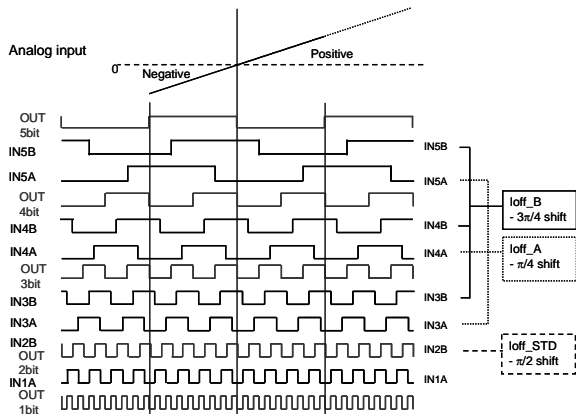 Analog input
0
Negative
Positive
OUT
5bit
IN5B
IN5B
IN5A
IN5A
OUT
4bit
IN4B
IN4B
IN4A
IN4A
OUT
3bit
IN3B
IN3B
IN3A
IN3A
IN2B
IN2B
OUT
2bit
IN1A
IN1A
OUT
1bit
Ioff_B
- 3π/4 shift
Ioff_A
- π/4 shift
Ioff_STD
- π/2 shift